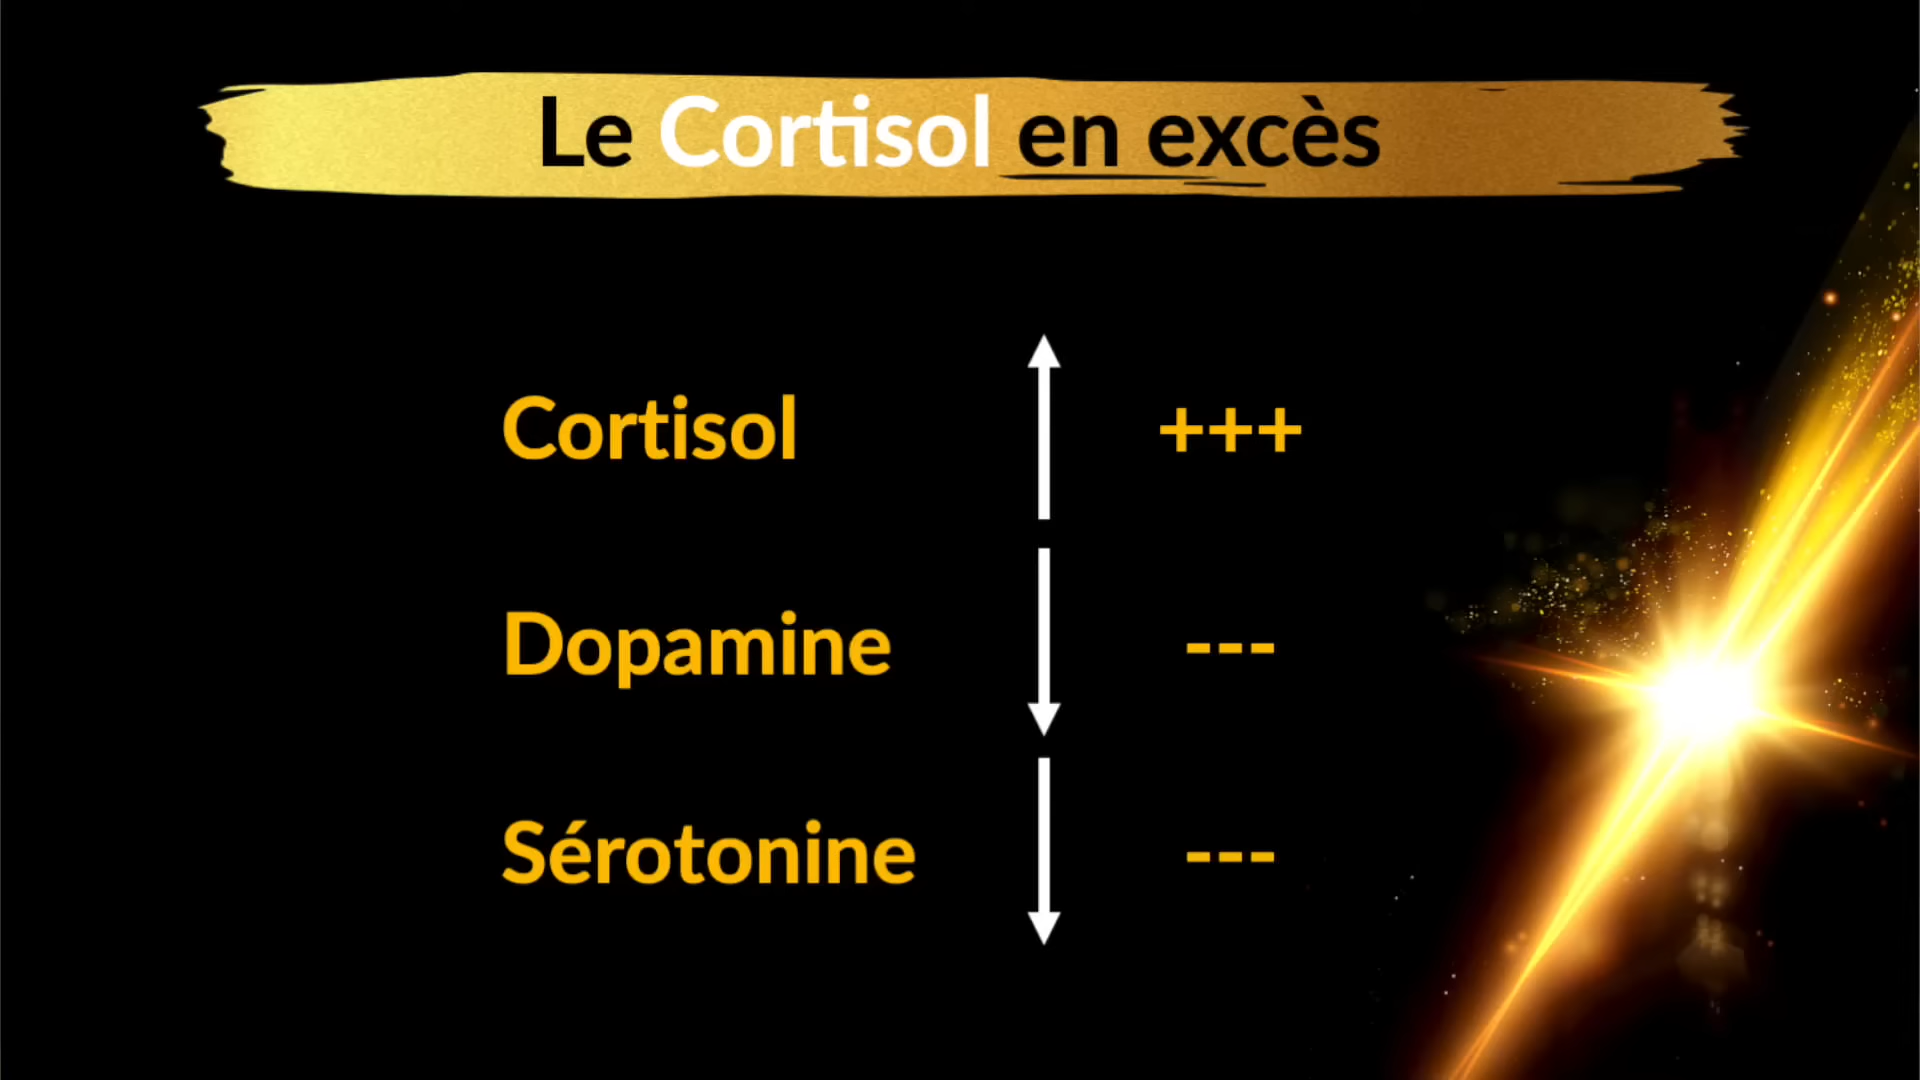 Le Cortisol en excès
Cortisol +++
Dopamine ---
Sérotonine ---